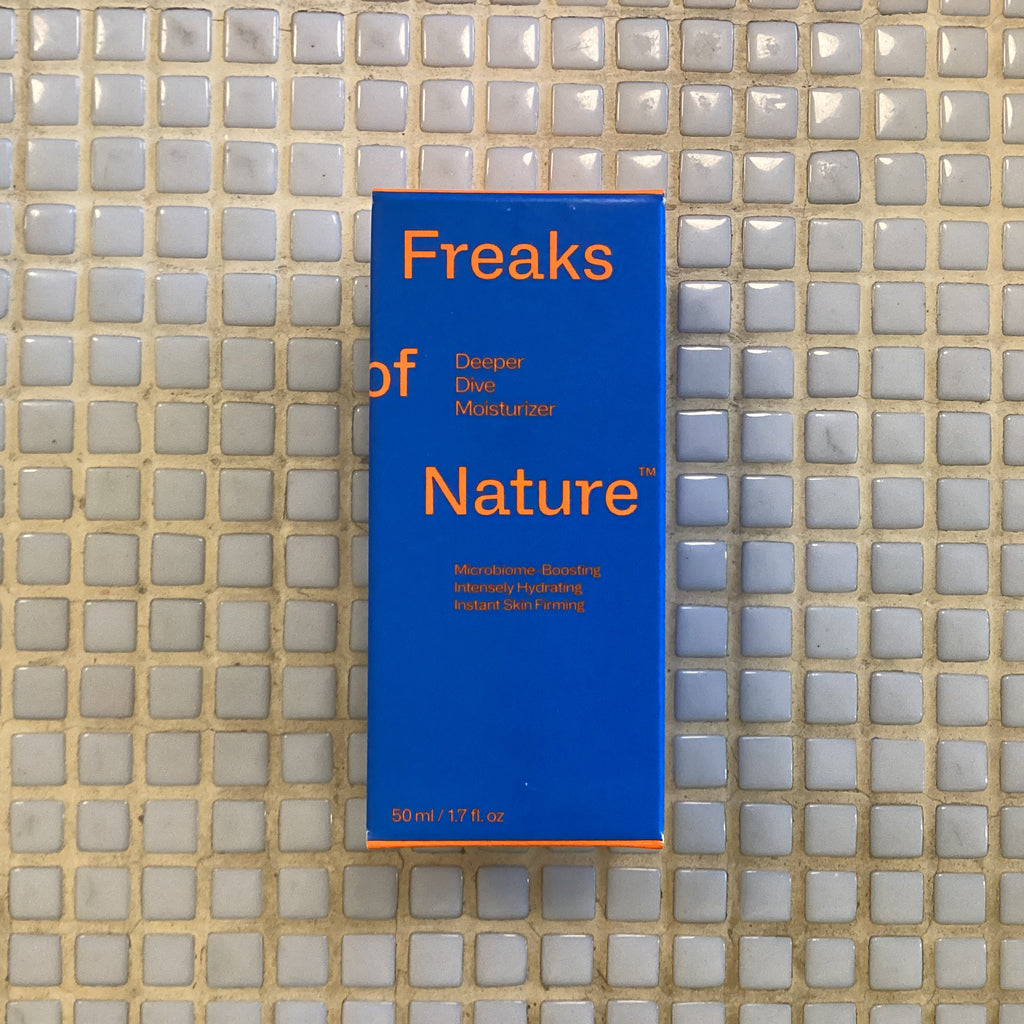 Freaks
of
Deeper
Dive
Moisturizer
Nature™
Microbiome-Boosting
Intensely Hydrating
Instant Skin Firming
50 ml / 1.7 fl. oz